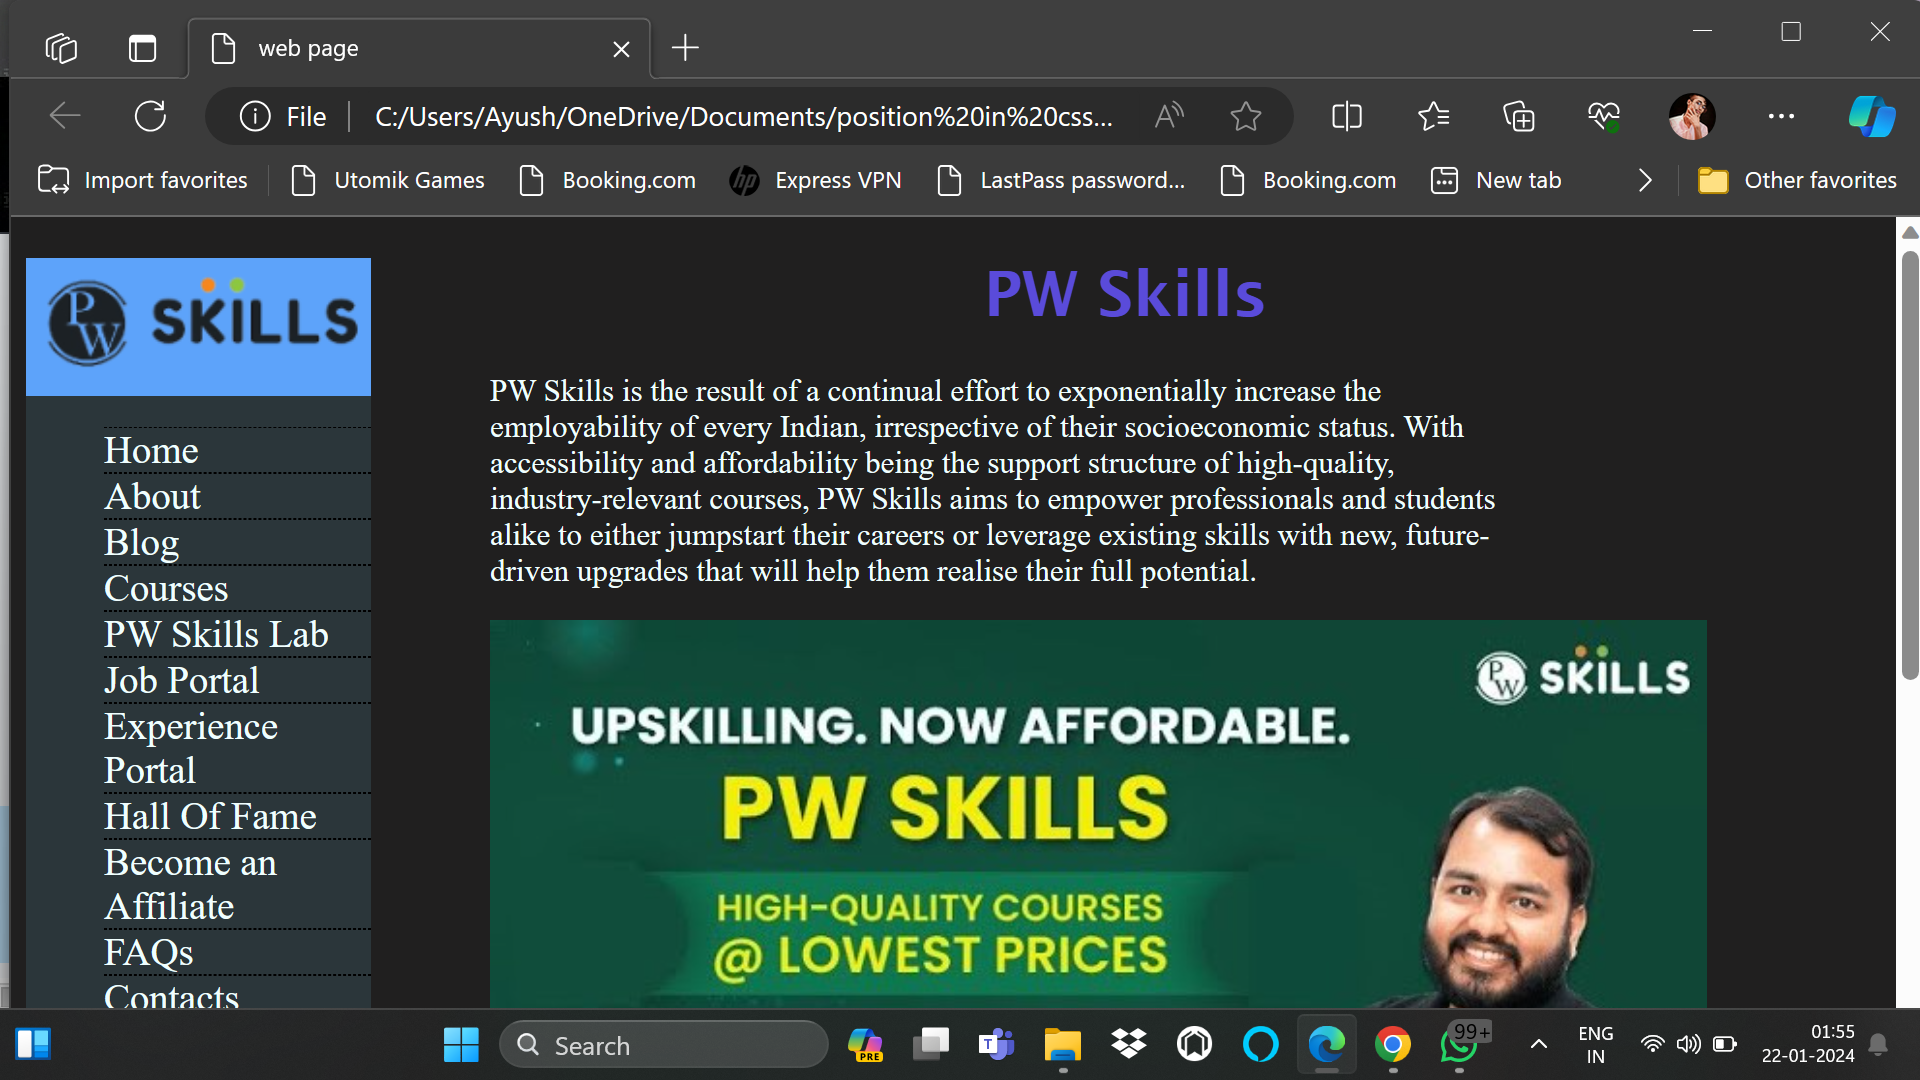 web page
File
C:/Users/Ayush/OneDrive/Documents/position%20in%20css...
Import favorites
Utomik Games
Booking.com
hp
Express VPN
LastPass password...
Booking.com
New tab
Other favorites
PW SKILLS
PW Skills
PW Skills is the result of a continual effort to exponentially increase the
employability of every Indian, irrespective of their socioeconomic status. With
accessibility and affordability being the support structure of high-quality,
industry-relevant courses, PW Skills aims to empower professionals and students
alike to either jumpstart their careers or leverage existing skills with new, future-
driven upgrades that will help them realise their full potential.
Home
About
Blog
Courses
PW Skills Lab
Job Portal
Experience
Portal
Hall Of Fame
Become an
Affiliate
FAQs
Contacts
PW SKILLS
UPSKILLING. NOW AFFORDABLE.
PW SKILLS
HIGH-QUALITY COURSES
@ LOWEST PRICES
Search
PRE
T
99+
ENG
IN
01:55
22-01-2024